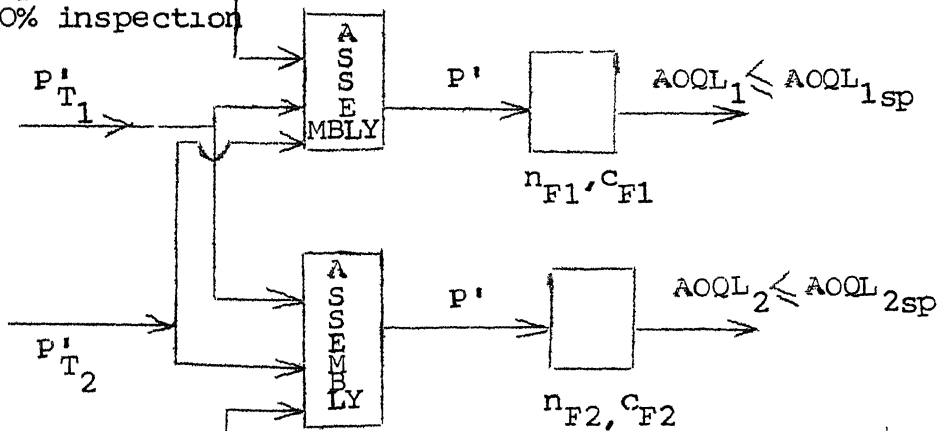 0% inspection
P'T1
ASSEMBLY
P'
AOQL1 ≤ AOQL1sp
nF1, cF1
P'T2
ASSEMBLY
P'
AOQL2 ≤ AOQL2sp
nF2, cF2